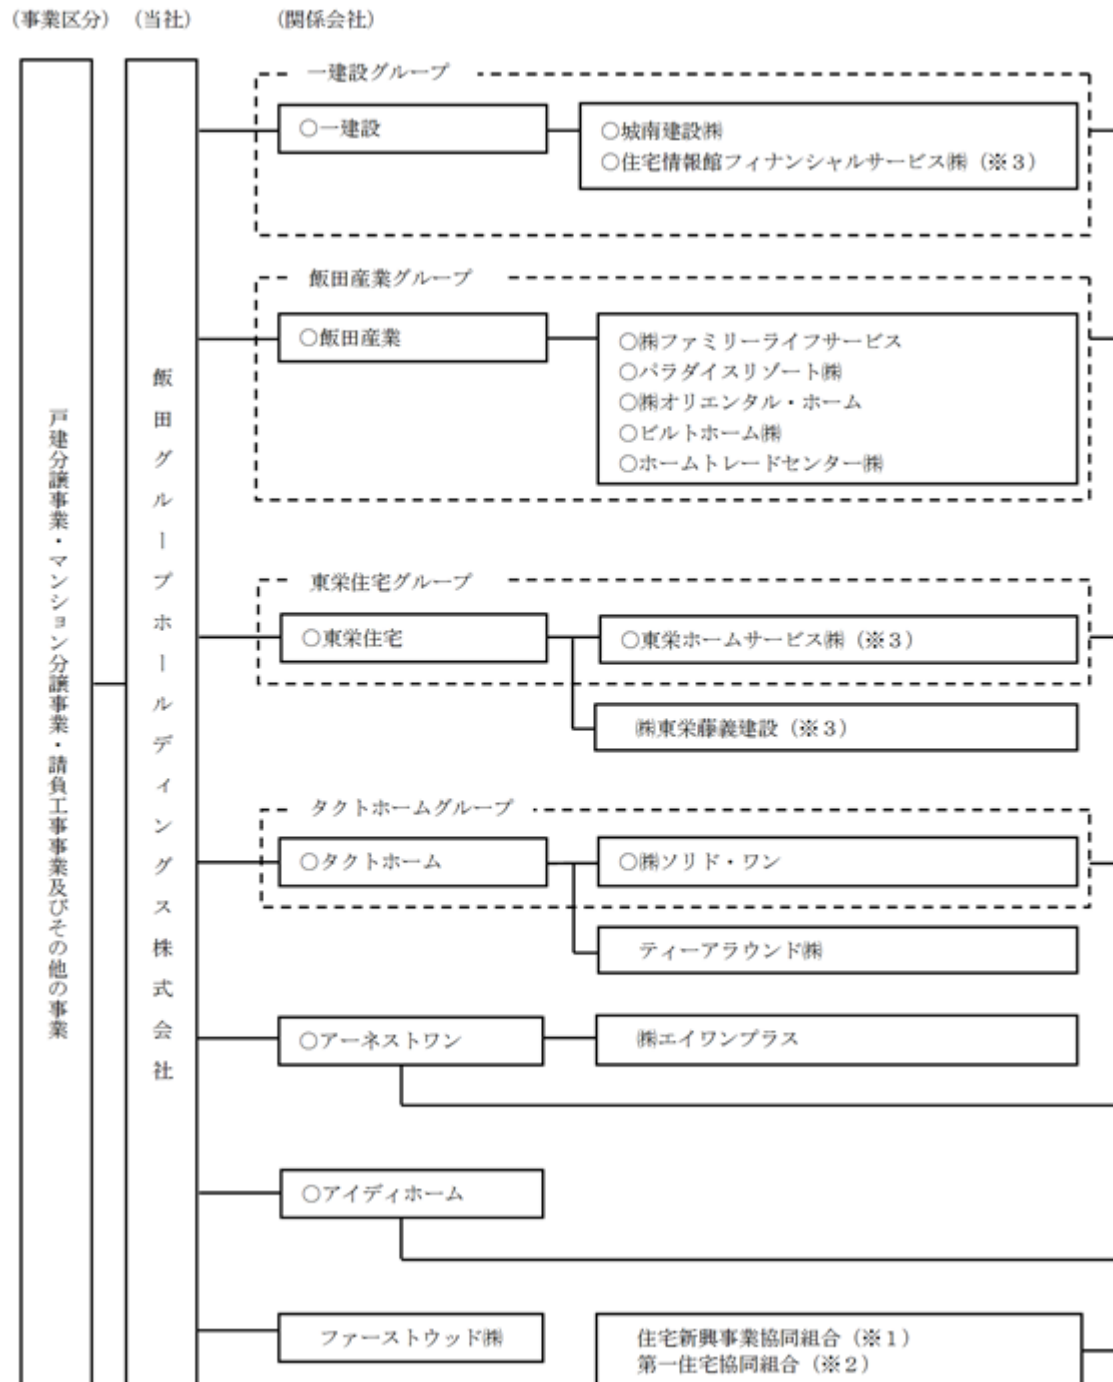 （事業区分）（当社）（関係会社）
戸建分譲事業・マンション分譲事業・請負工事事業及びその他の事業
飯田グループホールディングス株式会社
一建設グループ
○一建設
○城南建設㈱
○住宅情報館フィナンシャルサービス㈱（※３）
飯田産業グループ
○飯田産業
○㈱ファミリーライフサービス
○パラダイスリゾート㈱
○㈱オリエンタル・ホーム
○ビルトホーム㈱
○ホームトレードセンター㈱
東栄住宅グループ
○東栄住宅
○東栄ホームサービス㈱（※３）
㈱東栄藤義建設（※３）
タクトホームグループ
○タクトホーム
○㈱ソリド・ワン
ティーアラウンド㈱
○アーネストワン
㈱エイワンプラス
○アイディホーム
ファーストウッド㈱
住宅新興事業協同組合（※１）
第一住宅協同組合（※２）